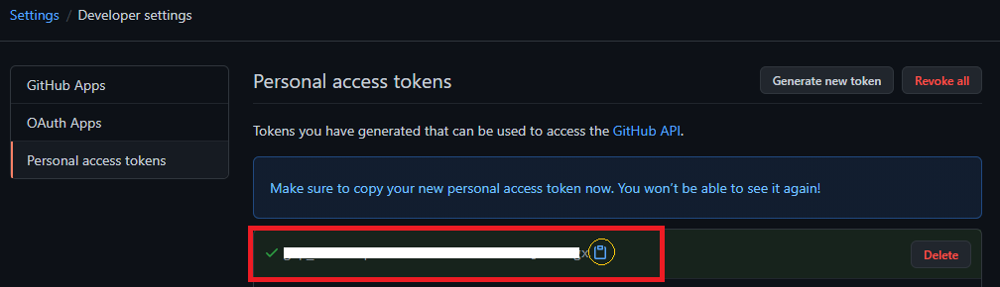 Settings / Developer settings
GitHub Apps
OAuth Apps
Personal access tokens
Personal access tokens
Generate new token
Revoke all
Tokens you have generated that can be used to access the GitHub API.
Make sure to copy your new personal access token now. You won't be able to see it again!
Delete